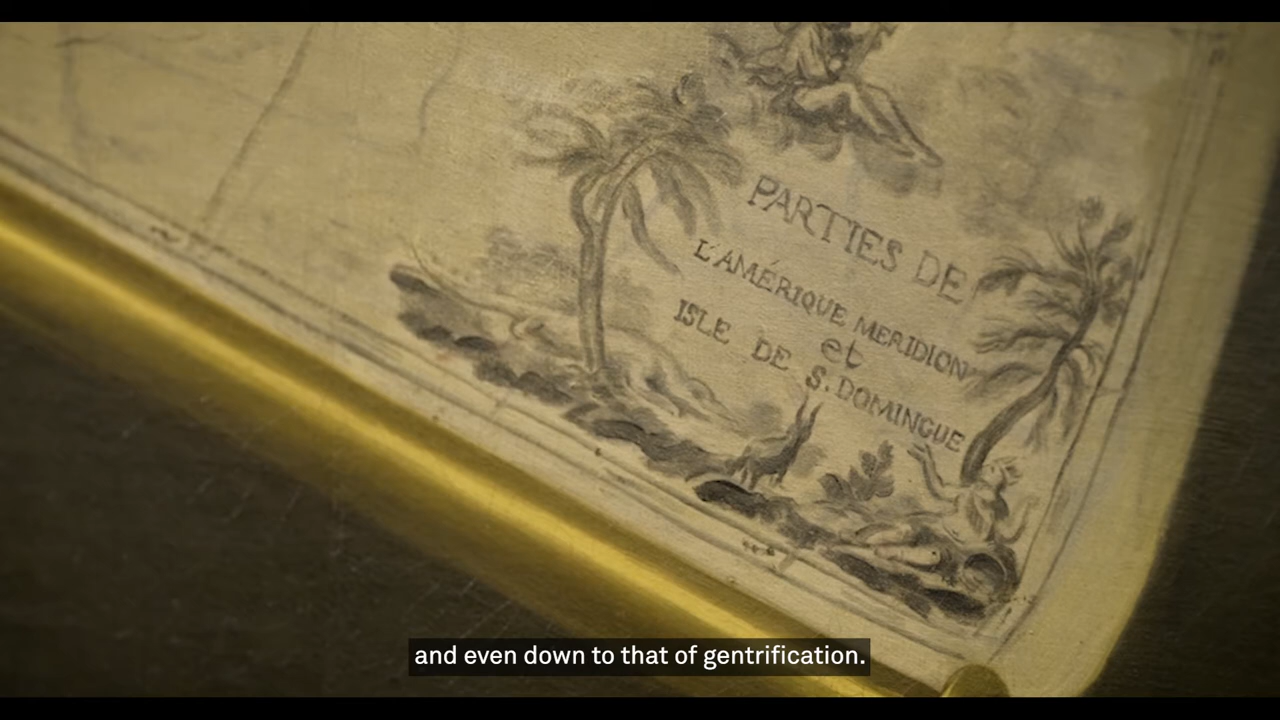 PARTIES DE
L'AMÉRIQUE MERIDION
et
ISLE DE S. DOMINGUE
and even down to that of gentrification.